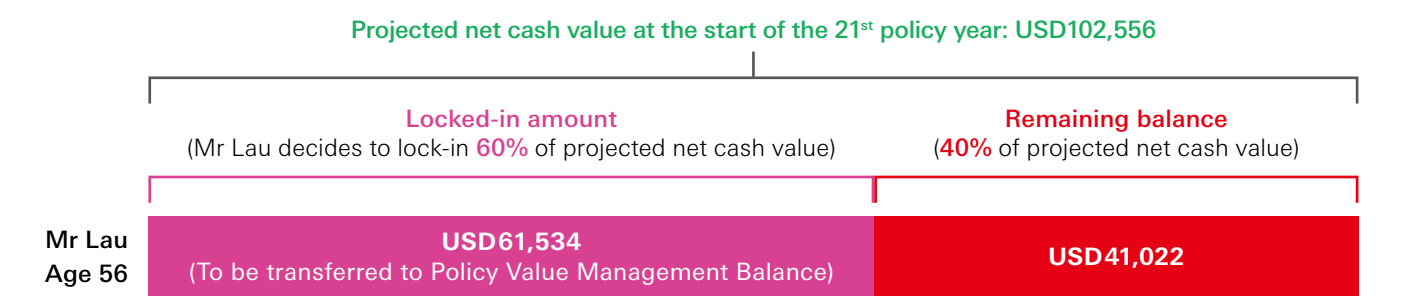 Projected net cash value at the start of the 21st policy year: USD102,556
Locked-in amount
(Mr Lau decides to lock-in 60% of projected net cash value)
Remaining balance
(40% of projected net cash value)
Mr Lau
Age 56
USD61,534
(To be transferred to Policy Value Management Balance)
USD41,022